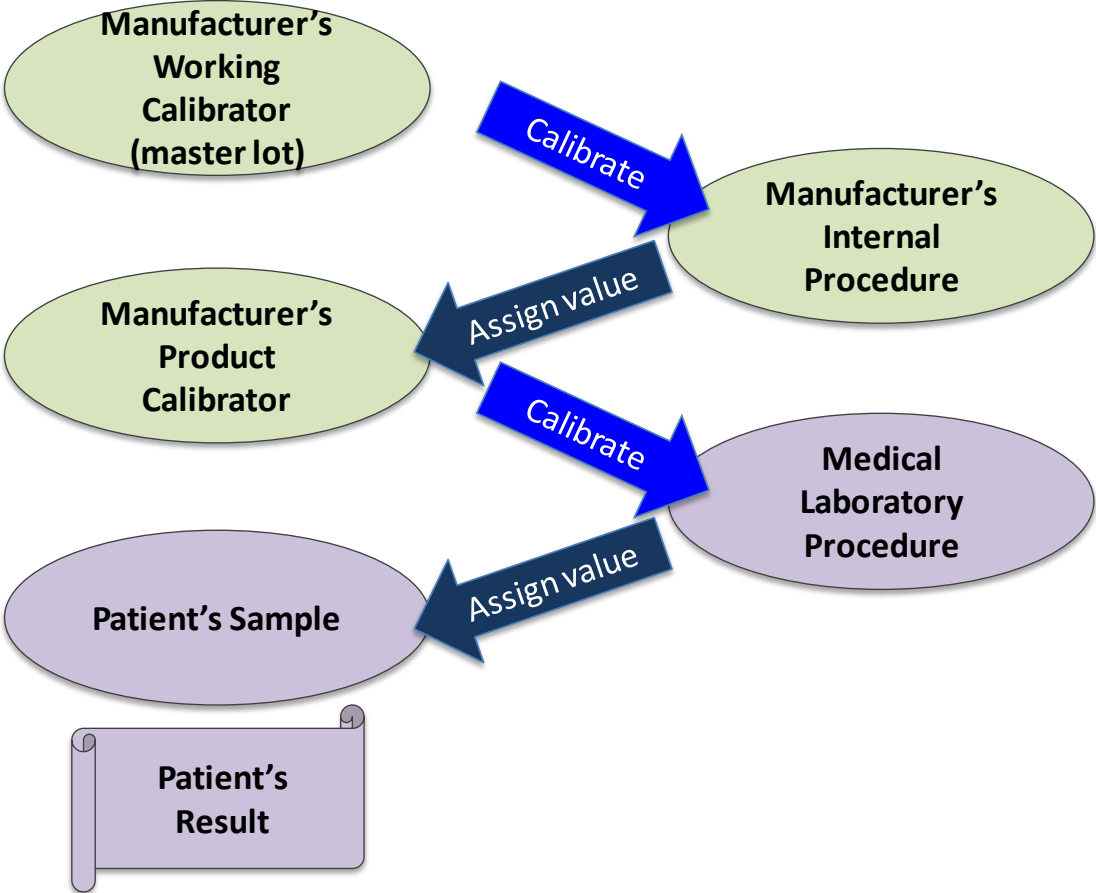 Manufacturer’s
Working
Calibrator
(master lot)
Calibrate
Manufacturer’s
Internal
Procedure
Assign value
Manufacturer’s
Product
Calibrator
Calibrate
Medical
Laboratory
Procedure
Assign value
Patient’s Sample
Patient’s
Result